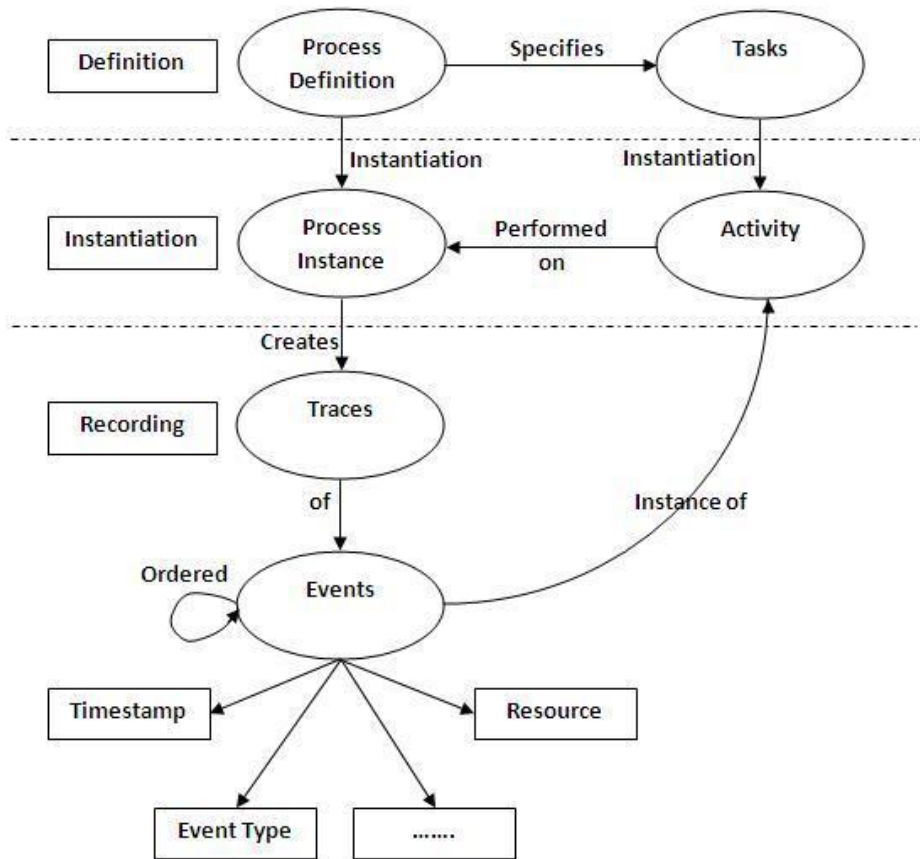 Definition
Process
Definition
Specifies
Tasks
Instantiation
Instantiation
Instantiation
Process
Instance
Performed
on
Activity
Creates
Recording
Traces
of
Instance of
Ordered
Events
Timestamp
Resource
Event Type
.......